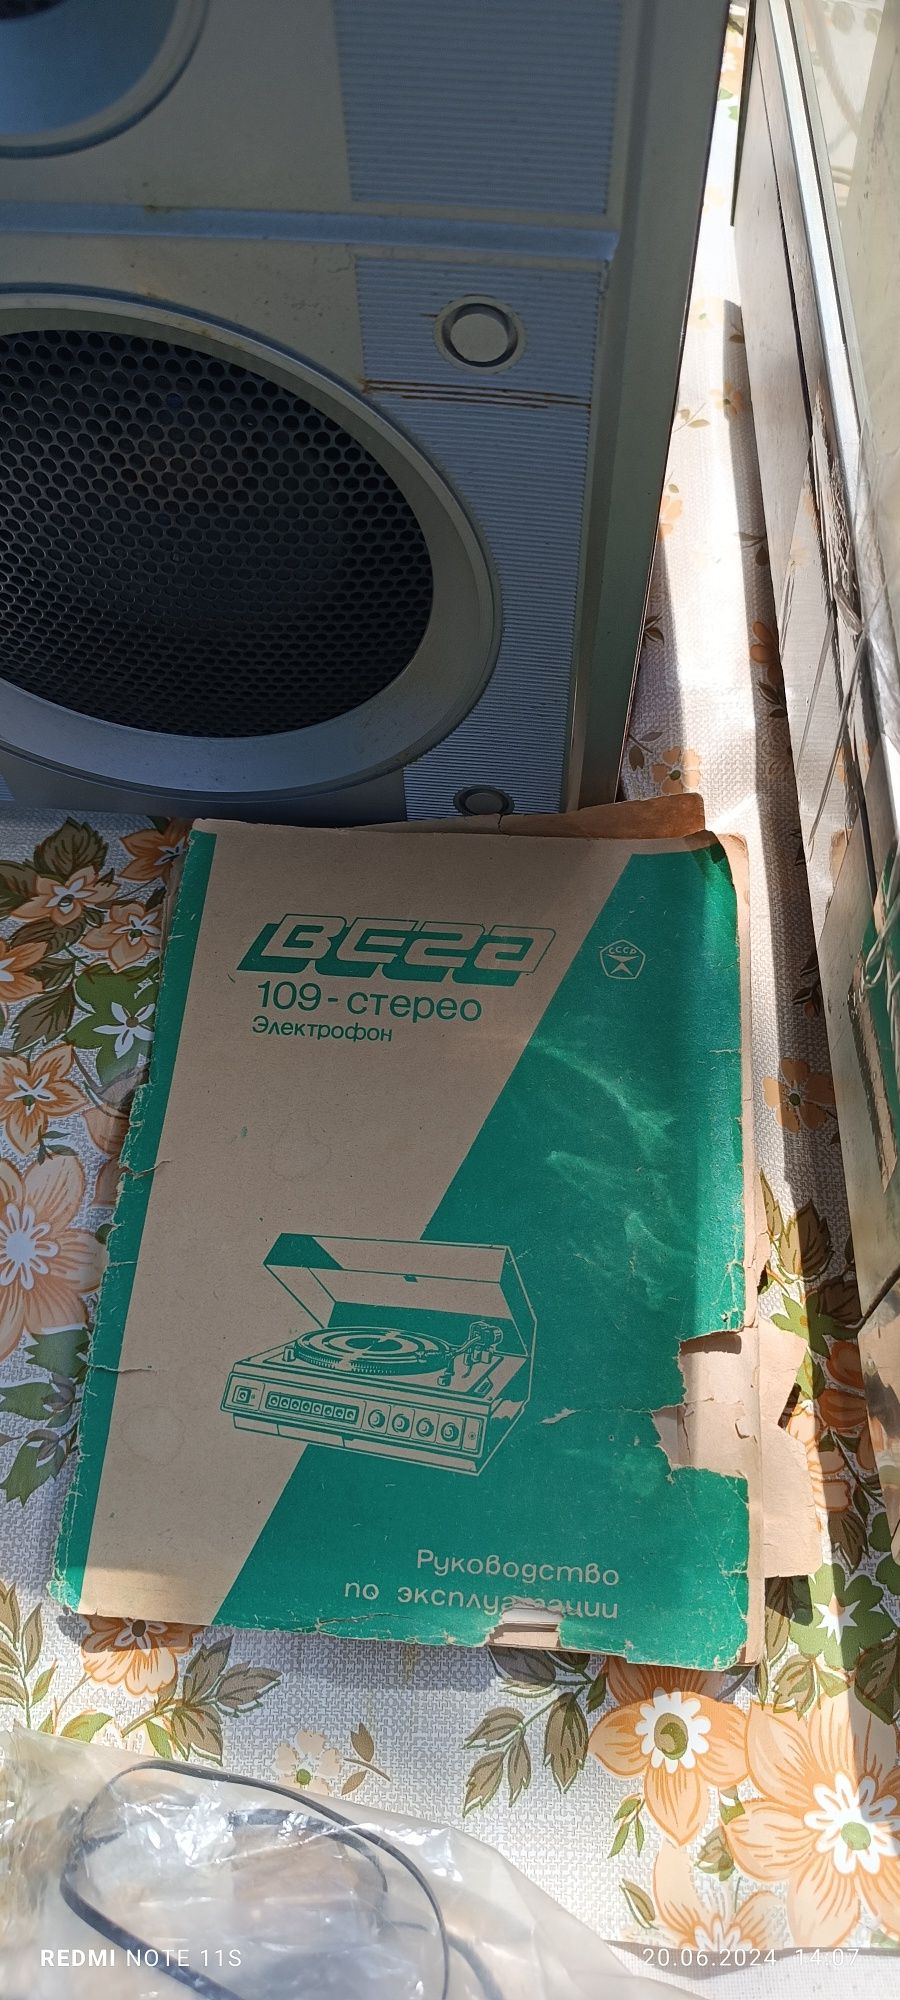 Вега
СССР
109-стерео
Электрофон
Руководство
по эксплуатации
REDMI NOTE 11S
20.06.2024 14:07